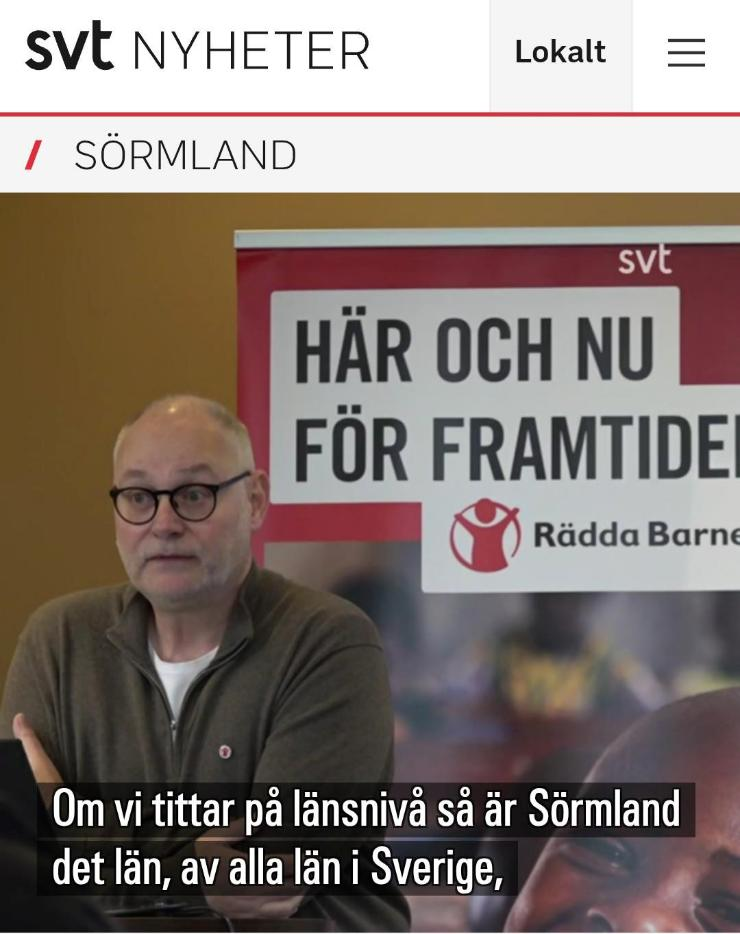 svt NYHETER
Lokalt
/ SÖRMLAND
svt
HÄR OCH NU
FÖR FRAMTIDE
Rädda Barne
Om vi tittar på länsnivå så är Sörmland
det län, av alla län i Sverige,